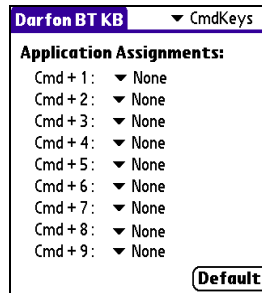 Darfon BT KB CmdKeys
Application Assignments:
Cmd + 1: None
Cmd + 2: None
Cmd + 3: None
Cmd + 4: None
Cmd + 5: None
Cmd + 6: None
Cmd + 7: None
Cmd + 8: None
Cmd + 9: None
Default